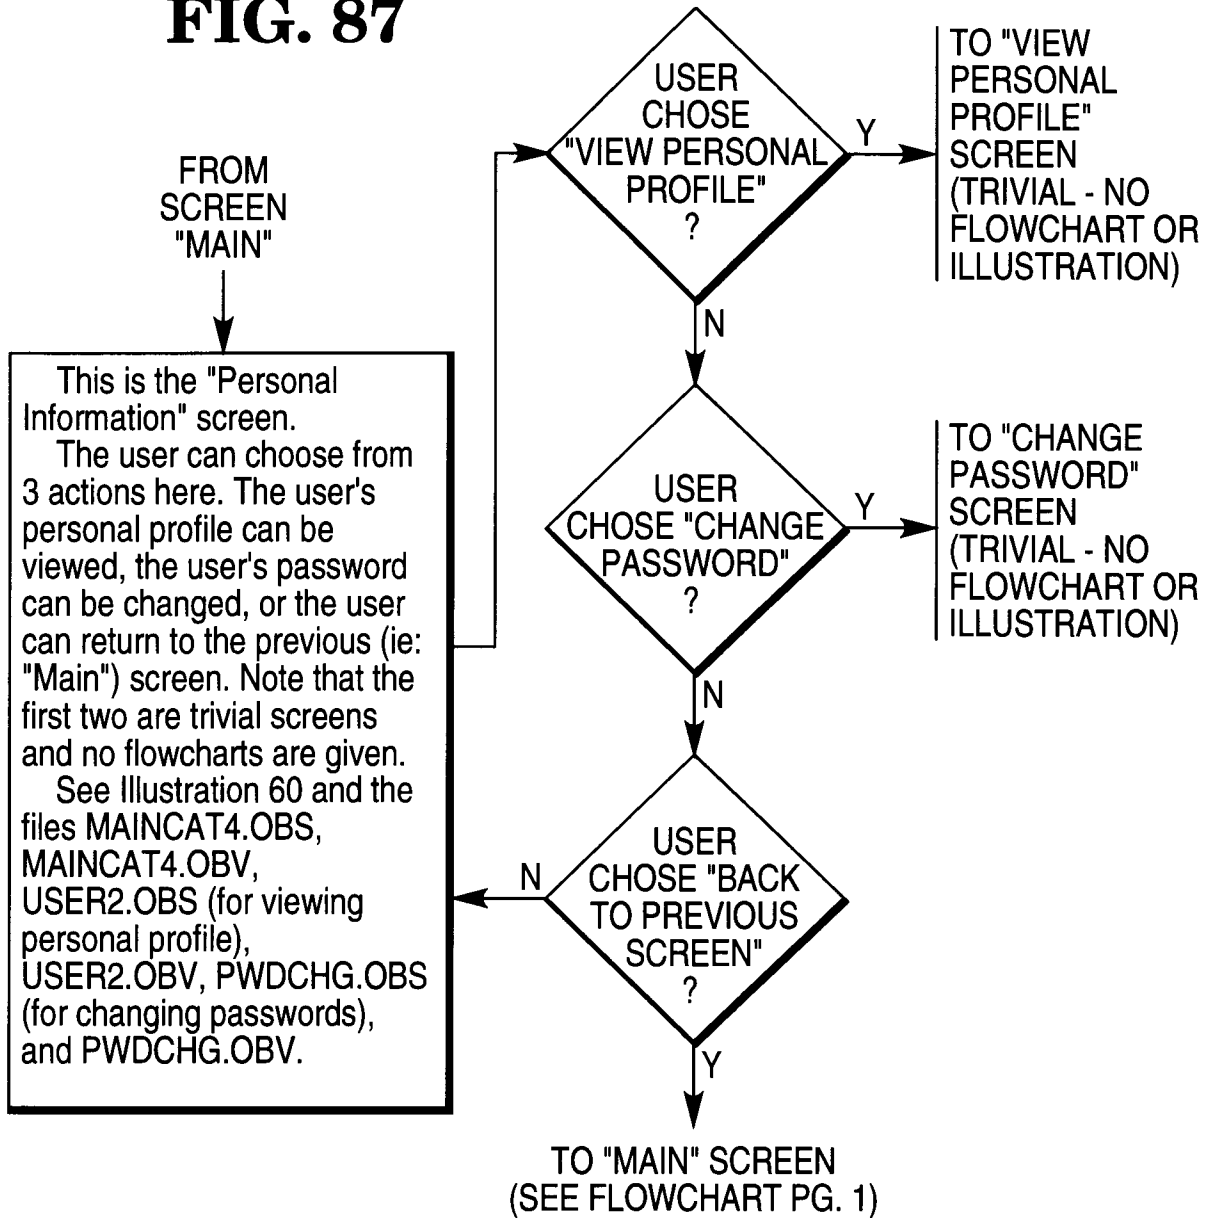 FIG. 87
FROM
SCREEN
"MAIN"
This is the "Personal
Information" screen.
The user can choose from
3 actions here. The user's
personal profile can be
viewed, the user's password
can be changed, or the user
can return to the previous (ie:
"Main") screen. Note that the
first two are trivial screens
and no flowcharts are given.
See Illustration 60 and the
files MAINCAT4.OBS,
MAINCAT4.OBV,
USER2.OBS (for viewing
personal profile),
USER2.OBV, PWDCHG.OBS
(for changing passwords),
and PWDCHG.OBV.
USER
CHOSE
"VIEW PERSONAL
PROFILE"
?
Y
TO "VIEW
PERSONAL
PROFILE"
SCREEN
(TRIVIAL - NO
FLOWCHART OR
ILLUSTRATION)
N
USER
CHOSE "CHANGE
PASSWORD"
?
Y
TO "CHANGE
PASSWORD"
SCREEN
(TRIVIAL - NO
FLOWCHART OR
ILLUSTRATION)
N
USER
CHOSE "BACK
TO PREVIOUS
SCREEN"
?
N
Y
TO "MAIN" SCREEN
(SEE FLOWCHART PG. 1)